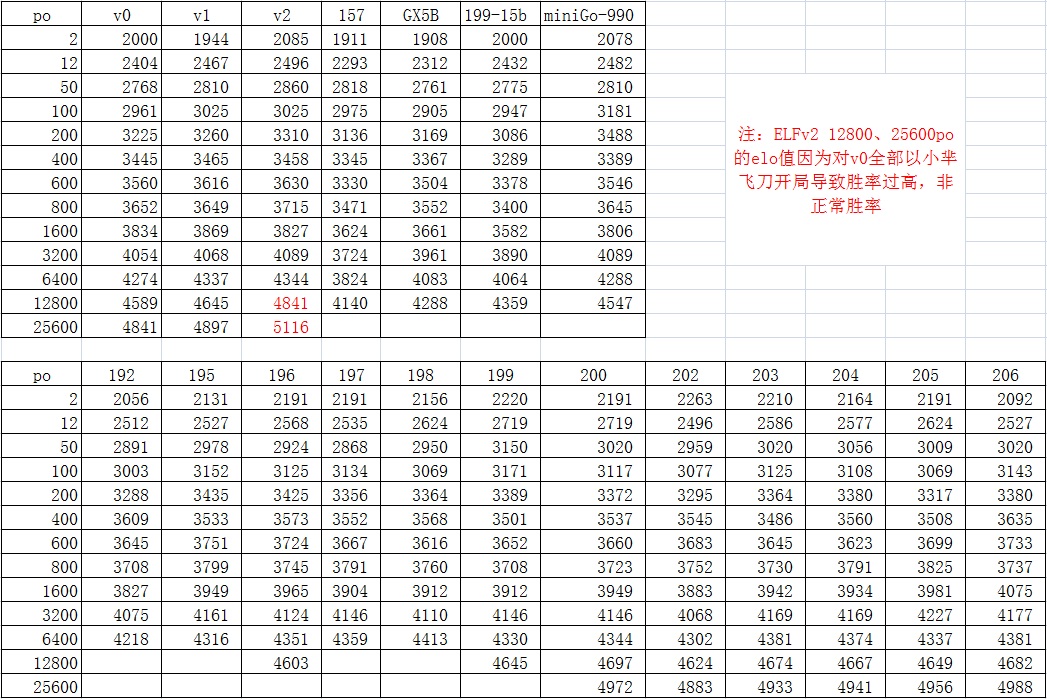 po v0 v1 v2 157 GX5B 199-15b miniGo-990
2 2000 1944 2085 1911 1908 2000 2078
12 2404 2467 2496 2293 2312 2432 2482
50 2768 2810 2860 2818 2761 2775 2810
100 2961 3025 3025 2975 2905 2947 3181
200 3225 3260 3310 3136 3169 3086 3488
400 3445 3465 3458 3345 3367 3289 3389
600 3560 3616 3630 3330 3504 3378 3546
800 3652 3649 3715 3471 3552 3400 3645
1600 3834 3869 3827 3624 3661 3582 3806
3200 4054 4068 4089 3724 3961 3890 4089
6400 4274 4337 4344 3824 4083 4064 4288
12800 4589 4645 4841 4140 4288 4359 4547
25600 4841 4897 5116
注：ELFv2 12800、25600po
的elo值因为对v0全部以小芈
飞刀开局导致胜率过高，非
正常胜率
po 192 195 196 197 198 199 200 202 203 204 205 206
2 2056 2131 2191 2191 2156 2220 2191 2263 2210 2164 2191 2092
12 2512 2527 2568 2535 2624 2719 2719 2496 2586 2577 2624 2527
50 2891 2978 2924 2868 2950 3150 3020 2959 3020 3056 3009 3020
100 3003 3152 3125 3134 3069 3171 3117 3077 3125 3108 3069 3143
200 3288 3435 3425 3356 3364 3389 3372 3295 3364 3380 3317 3380
400 3609 3533 3573 3552 3568 3501 3537 3545 3486 3560 3508 3635
600 3645 3751 3724 3667 3616 3652 3660 3683 3645 3623 3699 3733
800 3708 3799 3745 3791 3760 3708 3723 3752 3730 3791 3825 3737
1600 3827 3949 3965 3904 3912 3912 3949 3883 3942 3934 3981 4075
3200 4075 4161 4124 4146 4110 4146 4146 4068 4169 4169 4227 4177
6400 4218 4316 4351 4359 4413 4330 4344 4302 4381 4374 4337 4381
12800 4603 4645 4697 4624 4674 4667 4649 4682
25600 4972 4883 4933 4941 4956 4988